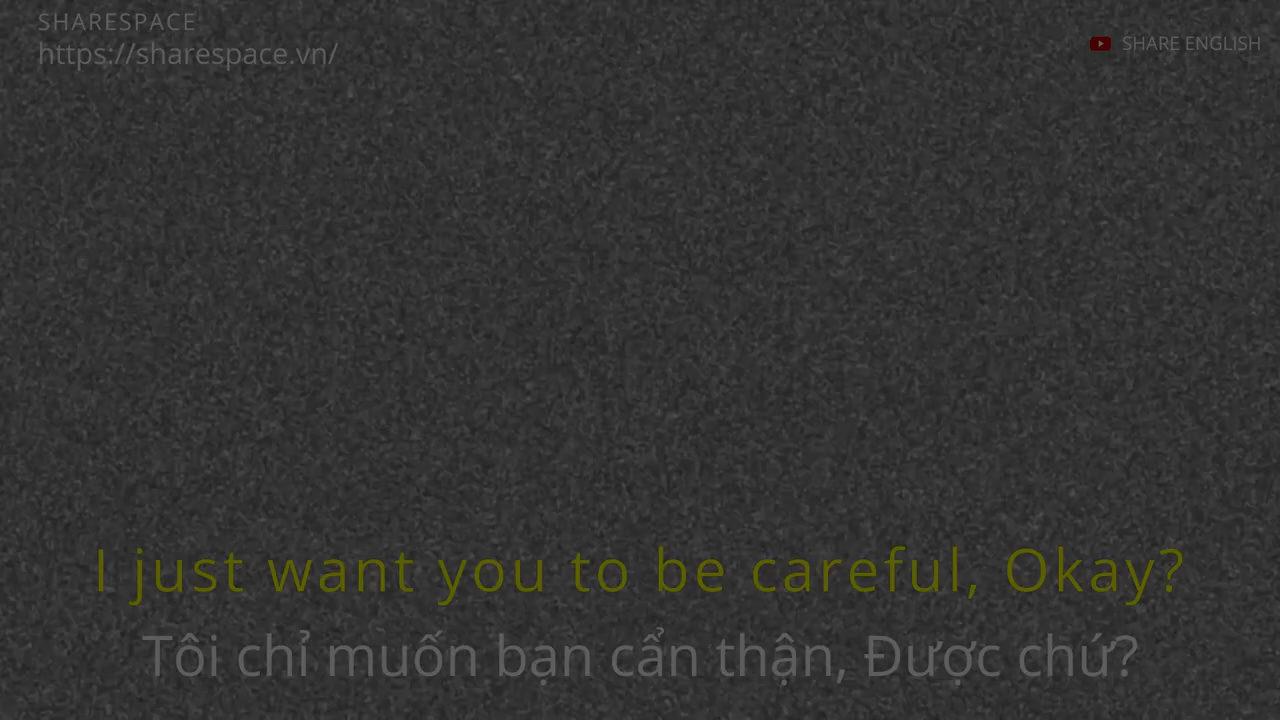 SHARESPACE
https://sharespace.vn/
SHARE ENGLISH
I just want you to be careful, Okay?
Tôi chỉ muốn bạn cẩn thận, Được chứ?